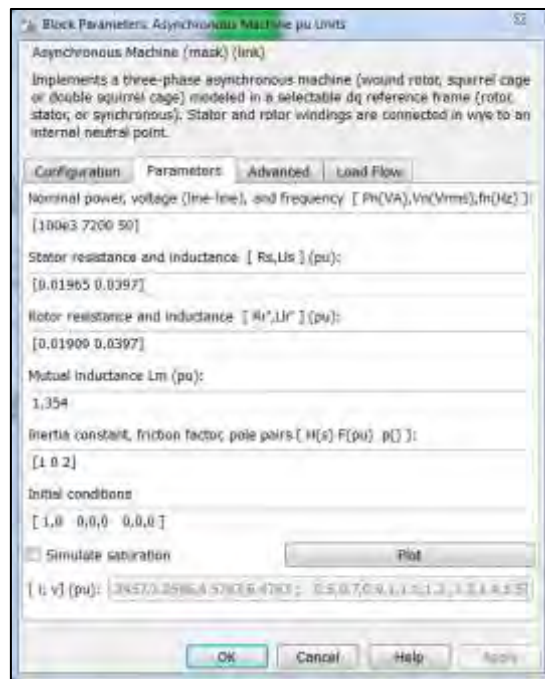 Block Parameters: Asynchronous Machine pu Units
Asynchronous Machine (mask) (link)
Implements a three-phase asynchronous machine (wound rotor, squirrel cage
or double squirrel cage) modeled in a selectable dq reference frame (rotor,
stator, or synchronous). Stator and rotor windings are connected in wye to an
internal neutral point.
Configuration Parameters Advanced Load Flow
Nominal power, voltage (line-line), and frequency [ Pn(VA),Vn(Vrms),fn(Hz) ]:
[100e3 7200 50]
Stator resistance and inductance [ Rs,Lls ] (pu):
[0.01965 0.0397]
Rotor resistance and inductance [ Rr',Llr' ] (pu):
[0.01909 0.0397]
Mutual inductance Lm (pu):
1.354
Inertia constant, friction factor, pole pairs [ H(s) F(pu) p() ]:
[1 0 2]
Initial conditions
[ 1,0 0,0,0 0,0,0 ]
Simulate saturation Plot
[ i; v] (pu):
OK Cancel Help Apply